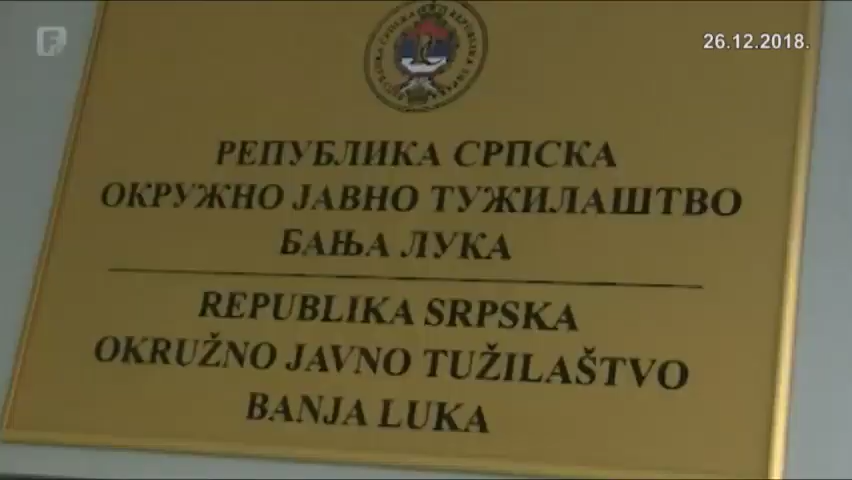 26.12.2018.
РЕПУБЛИКА СРПСКА
ОКРУЖНО ЈАВНО ТУЖИЛАШТВО
БАЊА ЛУКА
REPUBLIKA SRPSKA
OKRUŽNO JAVNO TUŽILAŠTVO
BANJA LUKA